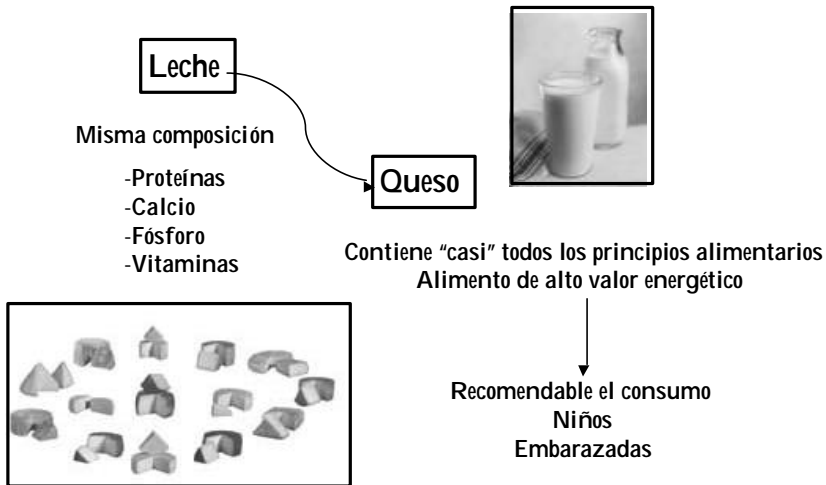 Leche
Misma composición
-Proteínas
-Calcio
-Fósforo
-Vitaminas
Queso
Contiene “casi” todos los principios alimentarios
Alimento de alto valor energético
Recomendable el consumo
Niños
Embarazadas